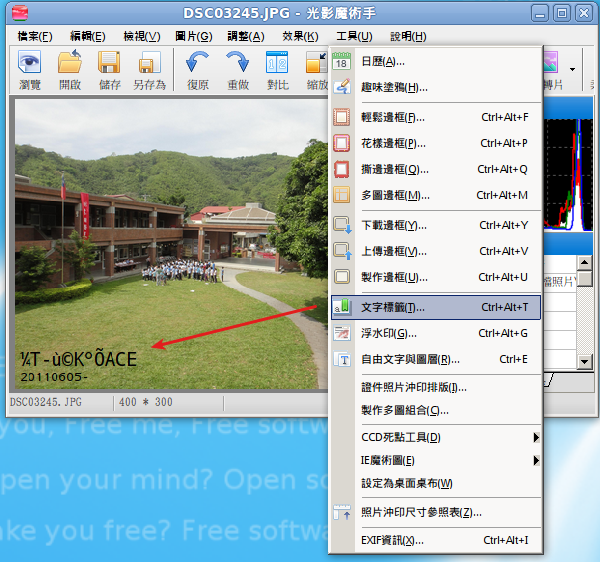 DSC03245.JPG - 光影魔術手
檔案(F) 編輯(E) 檢視(V) 圖片(G) 調整(A) 效果(K) 工具(U) 說明(H)
瀏覽 開啟 儲存 另存為 復原 重做 對比 縮放 轉片
日歷(A)...
趣味塗鴉(H)...
輕鬆邊框(F)... Ctrl+Alt+F
花樣邊框(P)... Ctrl+Alt+P
撕邊邊框(Q)... Ctrl+Alt+Q
多圖邊框(M)... Ctrl+Alt+M
下載邊框(Y)... Ctrl+Alt+Y
上傳邊框(V)... Ctrl+Alt+V
製作邊框(U)... Ctrl+Alt+U
檔照片
文字標籤(T)... Ctrl+Alt+T
浮水印(G)... Ctrl+Alt+G
自由文字與圖層(R)... Ctrl+E
證件照片沖印排版(I)...
製作多圖組合(C)...
CCD死點工具(D)
IE魔術圖(E)
設定為桌面桌布(W)
照片沖印尺寸參照表(Z)...
EXIF資訊(X)... Ctrl+Alt+I
¼T-ù©K°ÕACE
20110605-
DSC03245.JPG 400 * 300
you, Free me, Free softw
open your mind? Open so
ake you free? Free softwa